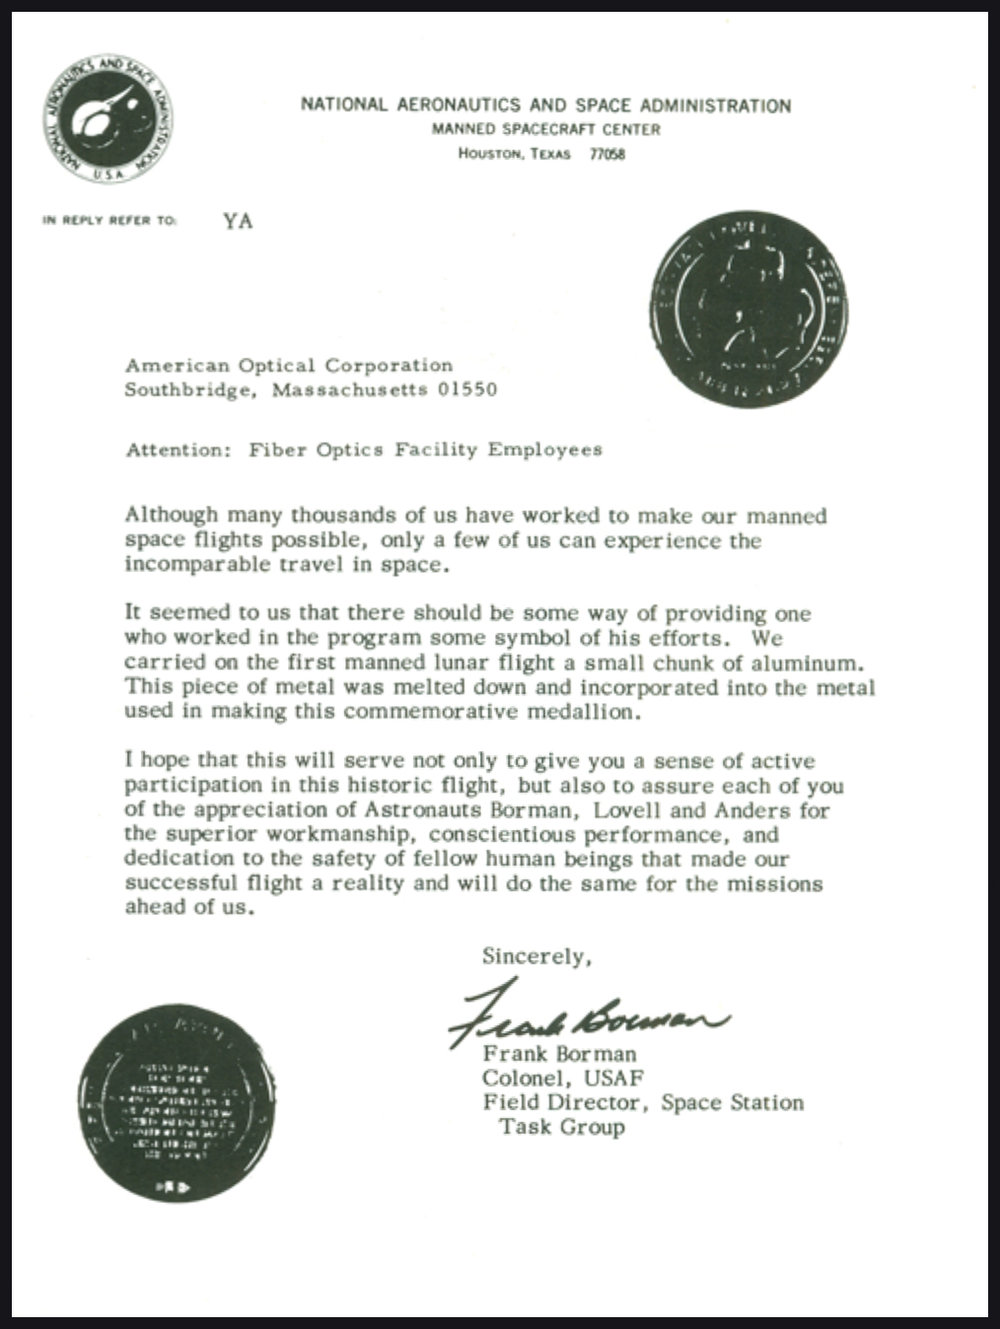 NATIONAL AERONAUTICS AND SPACE ADMINISTRATION
U.S.A.
NATIONAL AERONAUTICS AND SPACE ADMINISTRATION
MANNED SPACECRAFT CENTER
HOUSTON, TEXAS 77058
IN REPLY REFER TO: YA
American Optical Corporation
Southbridge, Massachusetts 01550
Attention: Fiber Optics Facility Employees
Although many thousands of us have worked to make our manned
space flights possible, only a few of us can experience the
incomparable travel in space.
It seemed to us that there should be some way of providing one
who worked in the program some symbol of his efforts. We
carried on the first manned lunar flight a small chunk of aluminum.
This piece of metal was melted down and incorporated into the metal
used in making this commemorative medallion.
I hope that this will serve not only to give you a sense of active
participation in this historic flight, but also to assure each of you
of the appreciation of Astronauts Borman, Lovell and Anders for
the superior workmanship, conscientious performance, and
dedication to the safety of fellow human beings that made our
successful flight a reality and will do the same for the missions
ahead of us.
Sincerely,
Frank Borman
Frank Borman
Colonel, USAF
Field Director, Space Station
Task Group